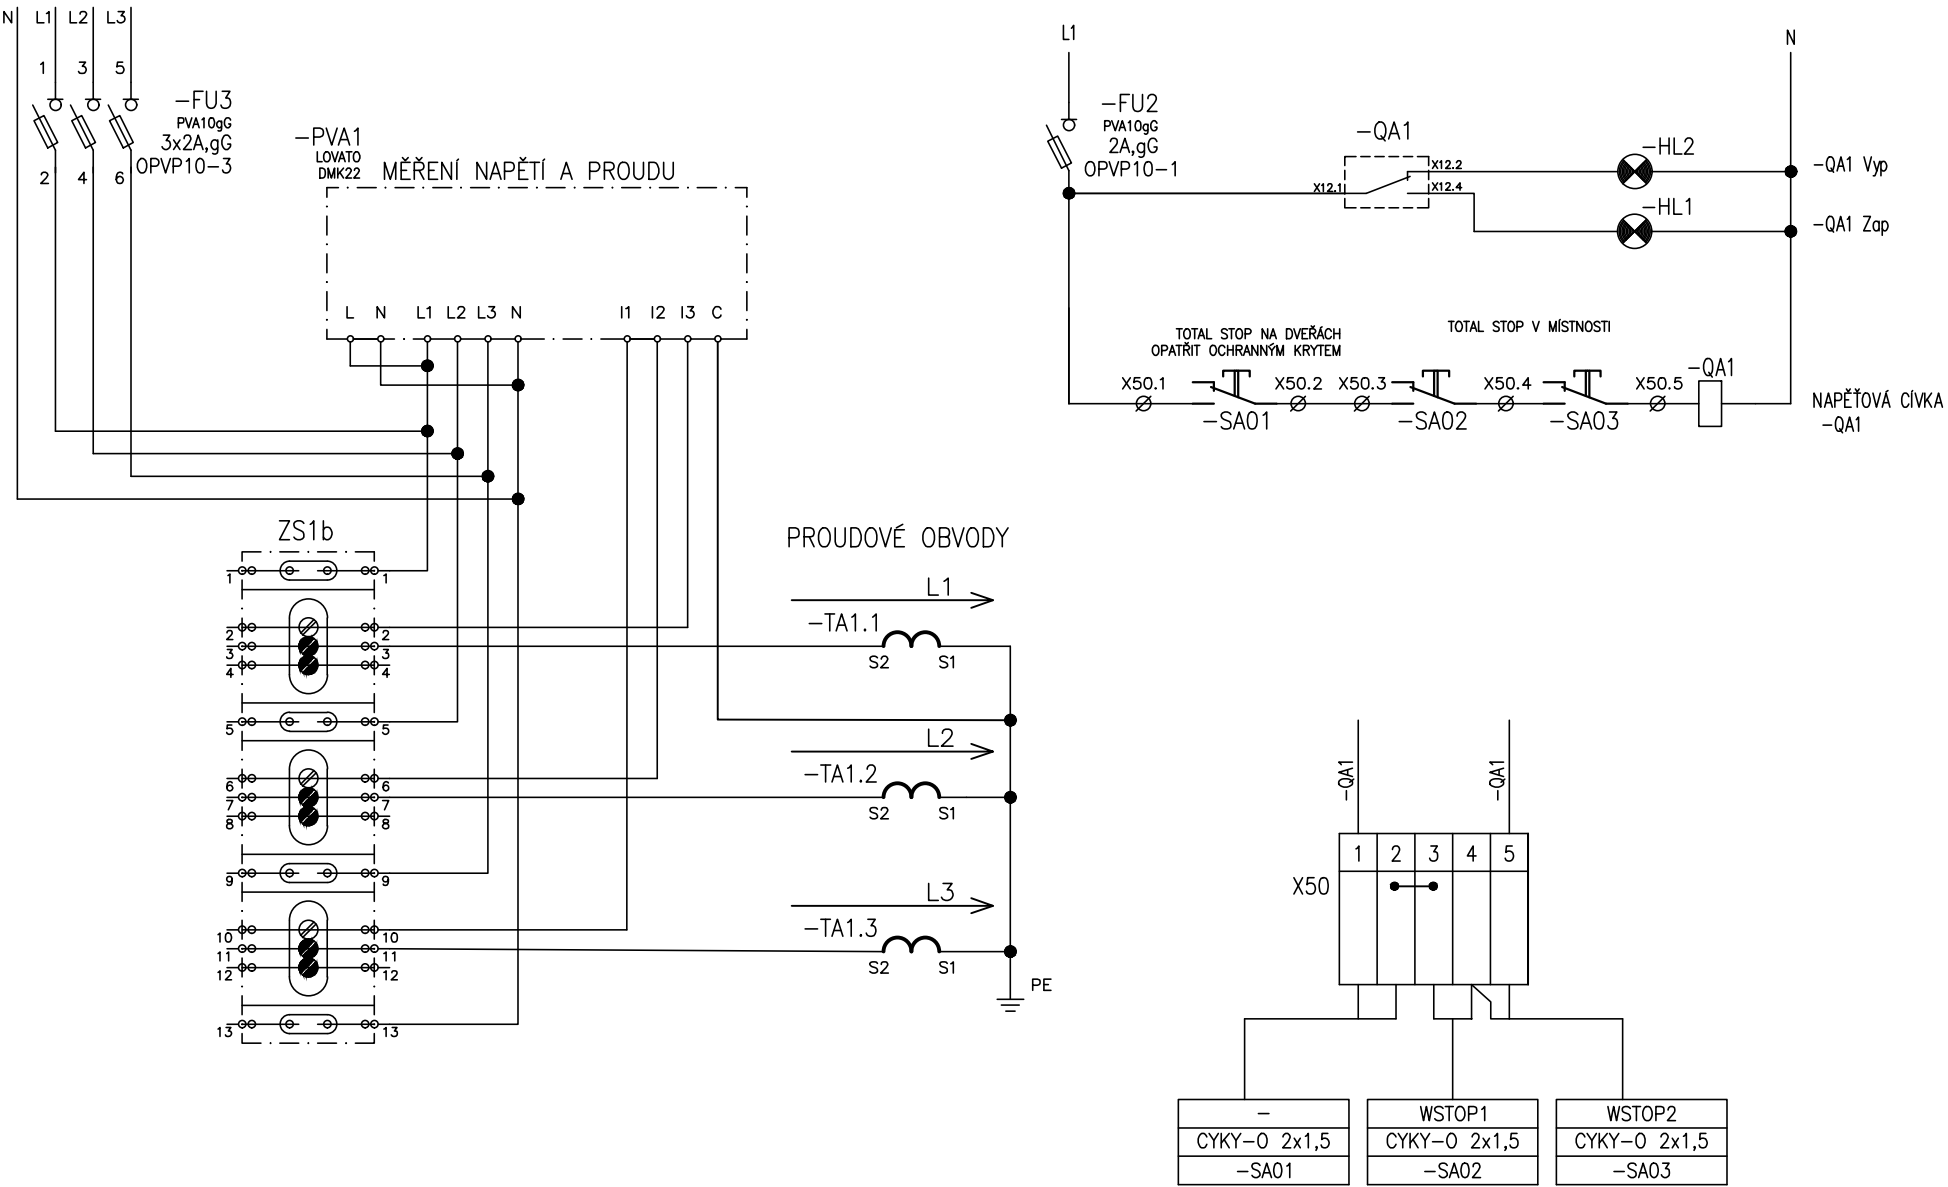 N L1 L2 L3
1 3 5
-FU3
PVA10gG
3x2A,gG
OPVP10-3
2 4 6
-PVA1
LOVATO
DMK22
MĚŘENÍ NAPĚTÍ A PROUDU
L N L1 L2 L3 N I1 I2 I3 C
ZS1b
1 1
2 2
3 3
4 4
5 5
6 6
7 7
8 8
9 9
10 10
11 11
12 12
13 13
PROUDOVÉ OBVODY
L1
-TA1.1
S2 S1
L2
-TA1.2
S2 S1
L3
-TA1.3
S2 S1
PE
L1
N
-FU2
PVA10gG
2A,gG
OPVP10-1
-QA1
X12.1
X12.2
X12.4
-HL2
-QA1 Vyp
-HL1
-QA1 Zap
TOTAL STOP NA DVEŘÁCH
OPATŘIT OCHRANNÝM KRYTEM
TOTAL STOP V MÍSTNOSTI
X50.1 X50.2 X50.3 X50.4 X50.5
-QA1
-SA01 -SA02 -SA03
NAPĚŤOVÁ CÍVKA
-QA1
-QA1 -QA1
1 2 3 4 5
X50
- WSTOP1 WSTOP2
CYKY-O 2x1,5 CYKY-O 2x1,5 CYKY-O 2x1,5
-SA01 -SA02 -SA03